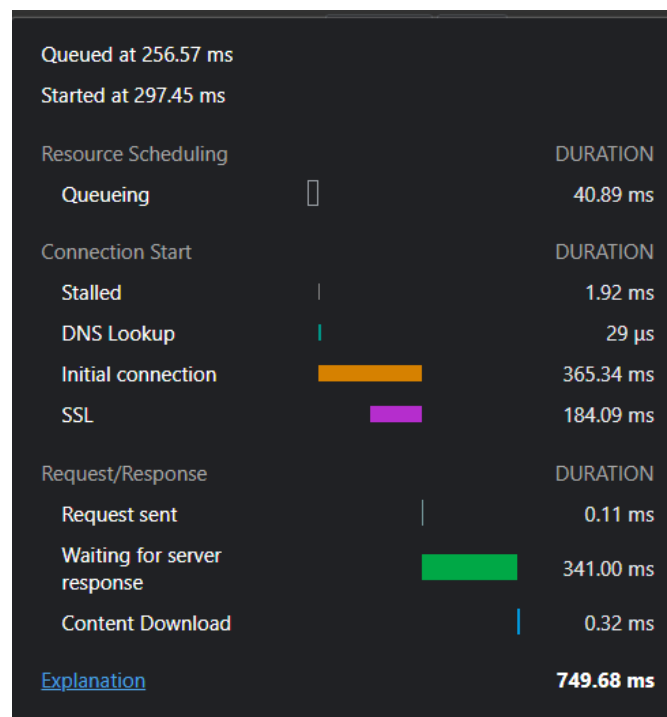 Queued at 256.57 ms
Started at 297.45 ms
Resource Scheduling DURATION
Queueing 40.89 ms
Connection Start DURATION
Stalled 1.92 ms
DNS Lookup 29 μs
Initial connection 365.34 ms
SSL 184.09 ms
Request/Response DURATION
Request sent 0.11 ms
Waiting for server
response 341.00 ms
Content Download 0.32 ms
Explanation 749.68 ms